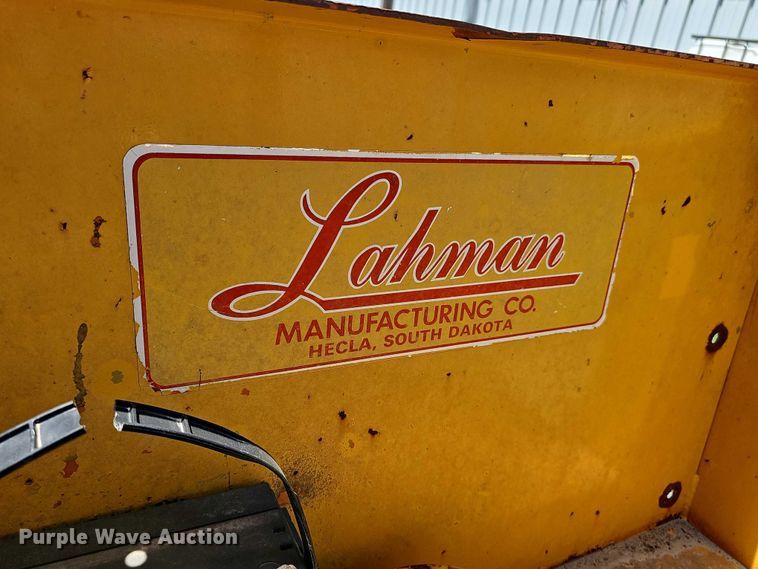 Lahman
MANUFACTURING CO.
HECLA, SOUTH DAKOTA
Purple Wave Auction